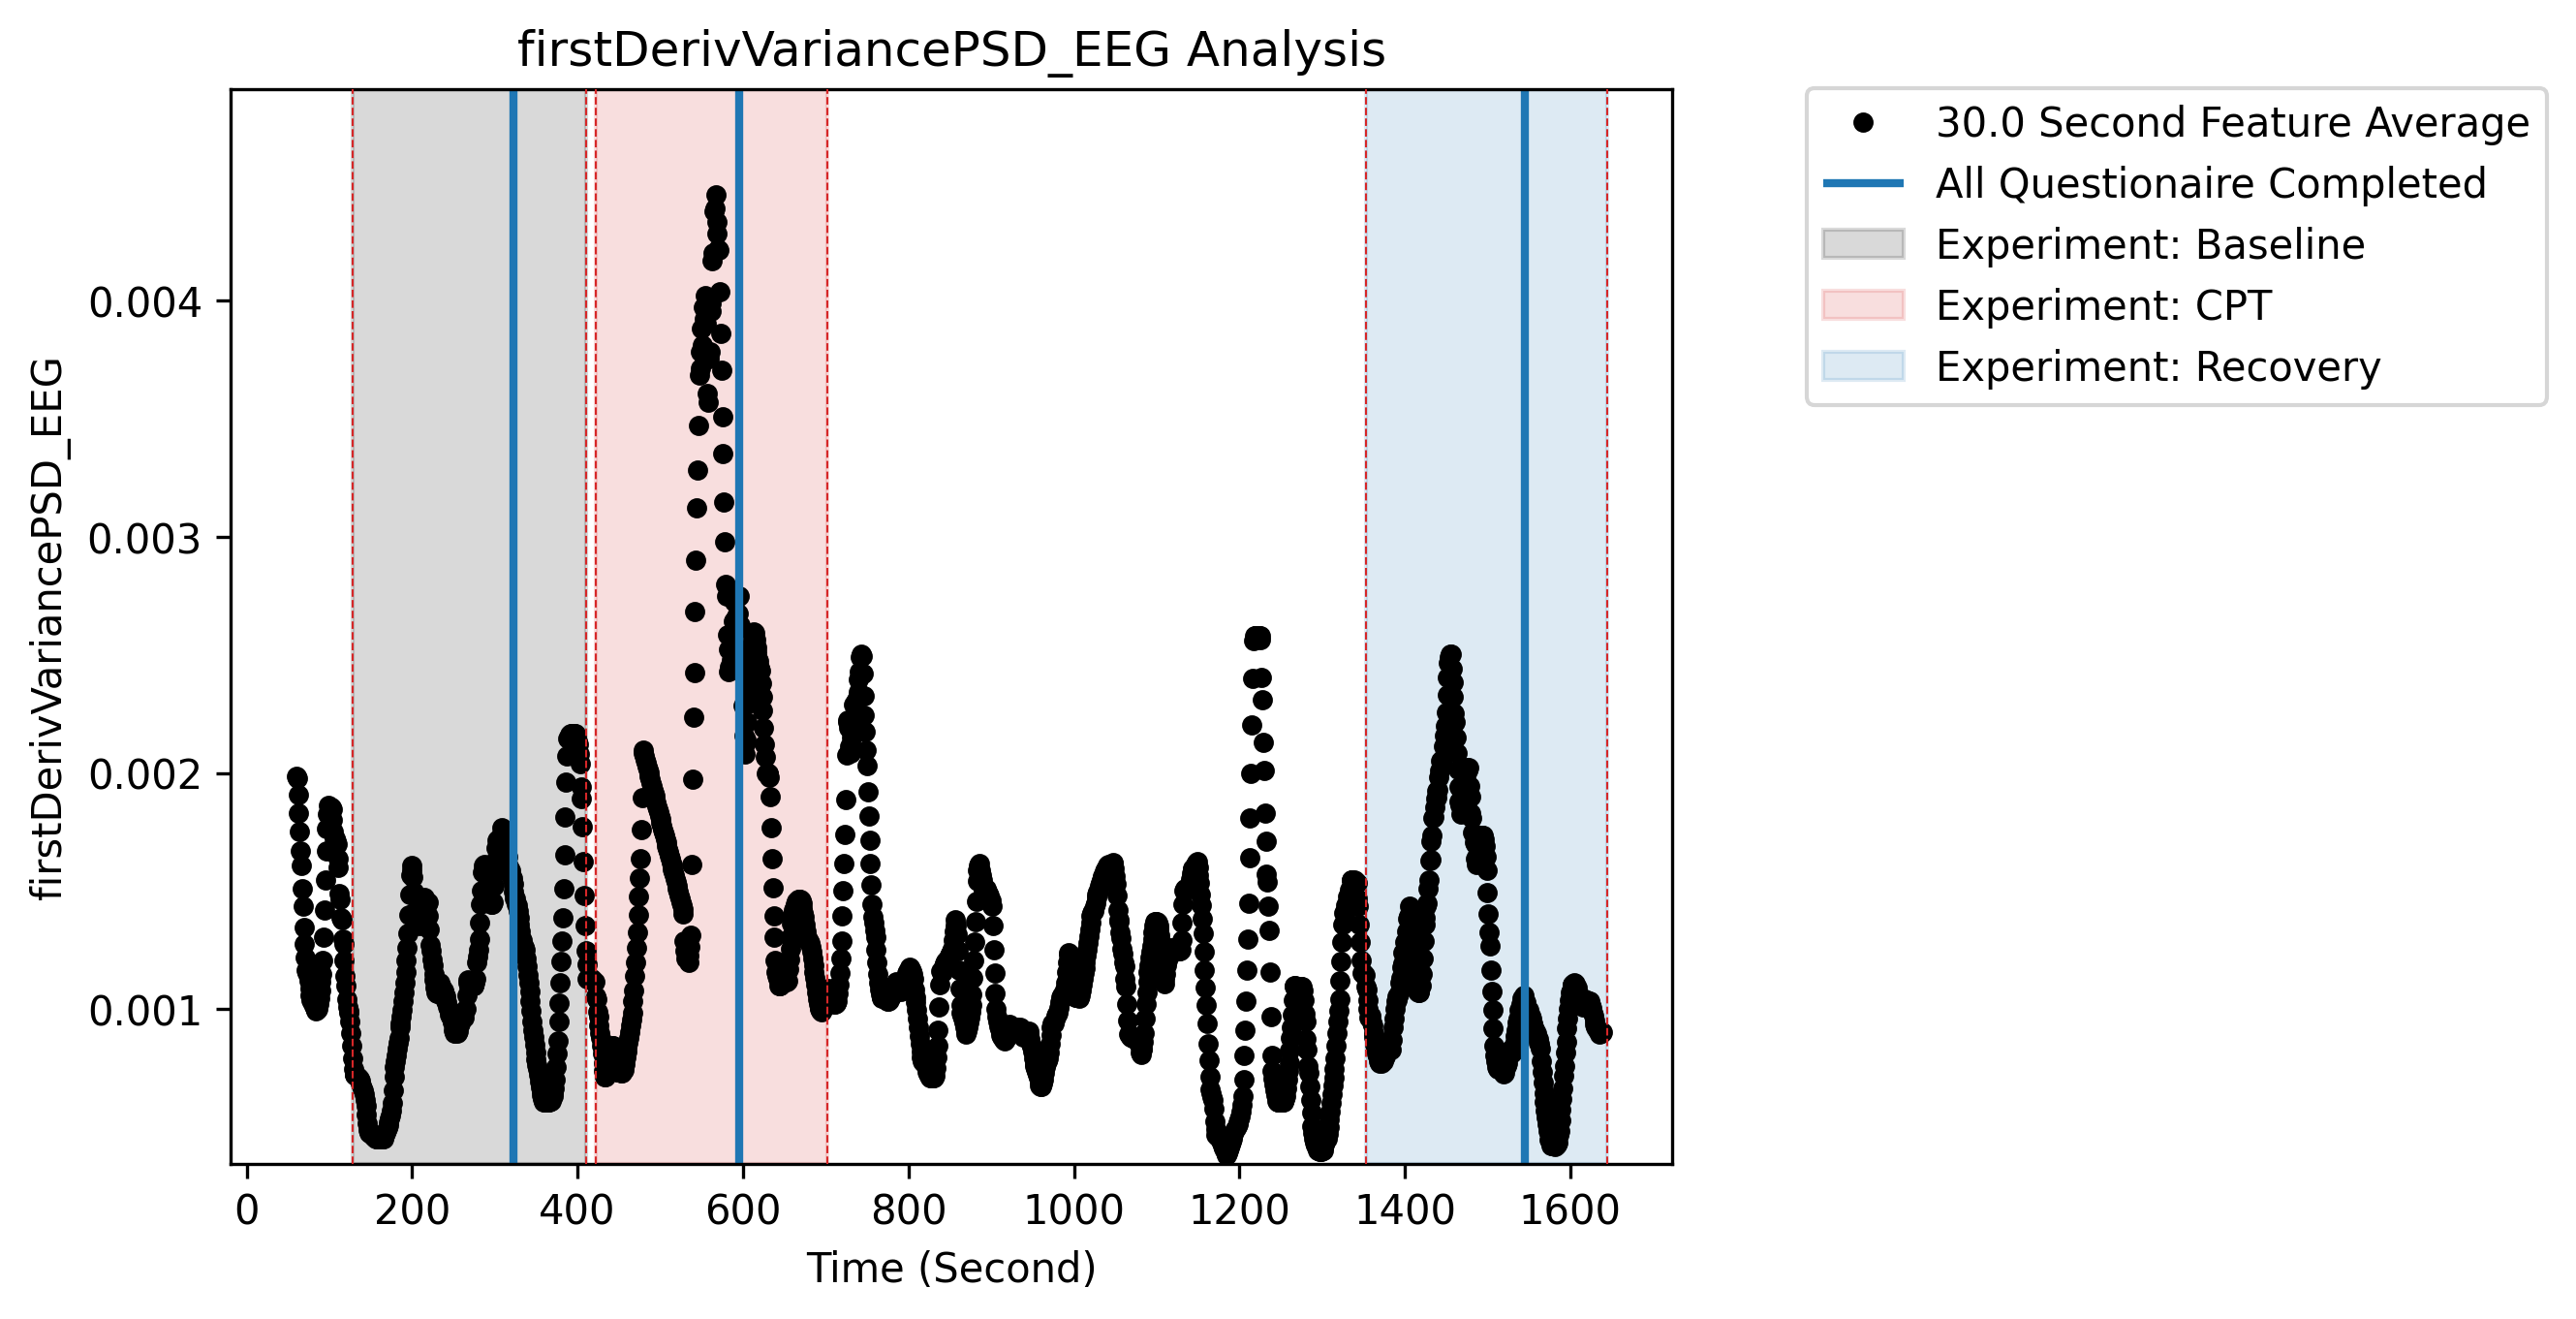 firstDerivVariancePSD_EEG Analysis
30.0 Second Feature Average
All Questionaire Completed
Experiment: Baseline
Experiment: CPT
Experiment: Recovery
firstDerivVariancePSD_EEG
0.004
0.003
0.002
0.001
0 200 400 600 800 1000 1200 1400 1600
Time (Second)